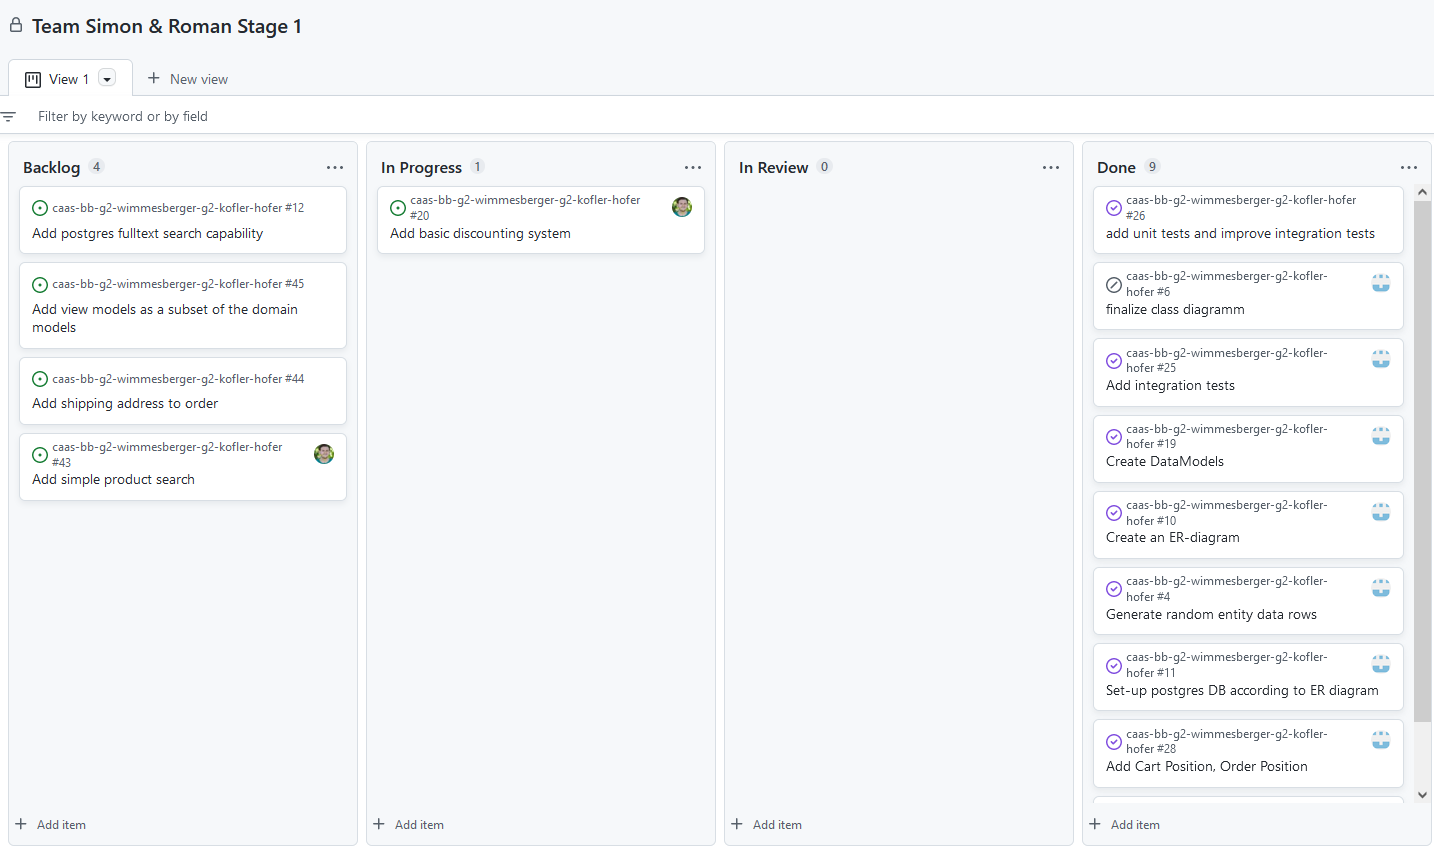 Team Simon & Roman Stage 1
View 1
New view
Filter by keyword or by field
Backlog 4
caas-bb-g2-wimmesberger-g2-kofler-hofer #12
Add postgres fulltext search capability
caas-bb-g2-wimmesberger-g2-kofler-hofer #45
Add view models as a subset of the domain
models
caas-bb-g2-wimmesberger-g2-kofler-hofer #44
Add shipping address to order
caas-bb-g2-wimmesberger-g2-kofler-hofer
#43
Add simple product search
Add item
In Progress 1
caas-bb-g2-wimmesberger-g2-kofler-hofer
#20
Add basic discounting system
Add item
In Review 0
Add item
Done 9
caas-bb-g2-wimmesberger-g2-kofler-hofer
#26
add unit tests and improve integration tests
caas-bb-g2-wimmesberger-g2-kofler-
hofer #6
finalize class diagramm
caas-bb-g2-wimmesberger-g2-kofler-
hofer #25
Add integration tests
caas-bb-g2-wimmesberger-g2-kofler-
hofer #19
Create DataModels
caas-bb-g2-wimmesberger-g2-kofler-
hofer #10
Create an ER-diagram
caas-bb-g2-wimmesberger-g2-kofler-
hofer #4
Generate random entity data rows
caas-bb-g2-wimmesberger-g2-kofler-
hofer #11
Set-up postgres DB according to ER diagram
caas-bb-g2-wimmesberger-g2-kofler-
hofer #28
Add Cart Position, Order Position
Add item